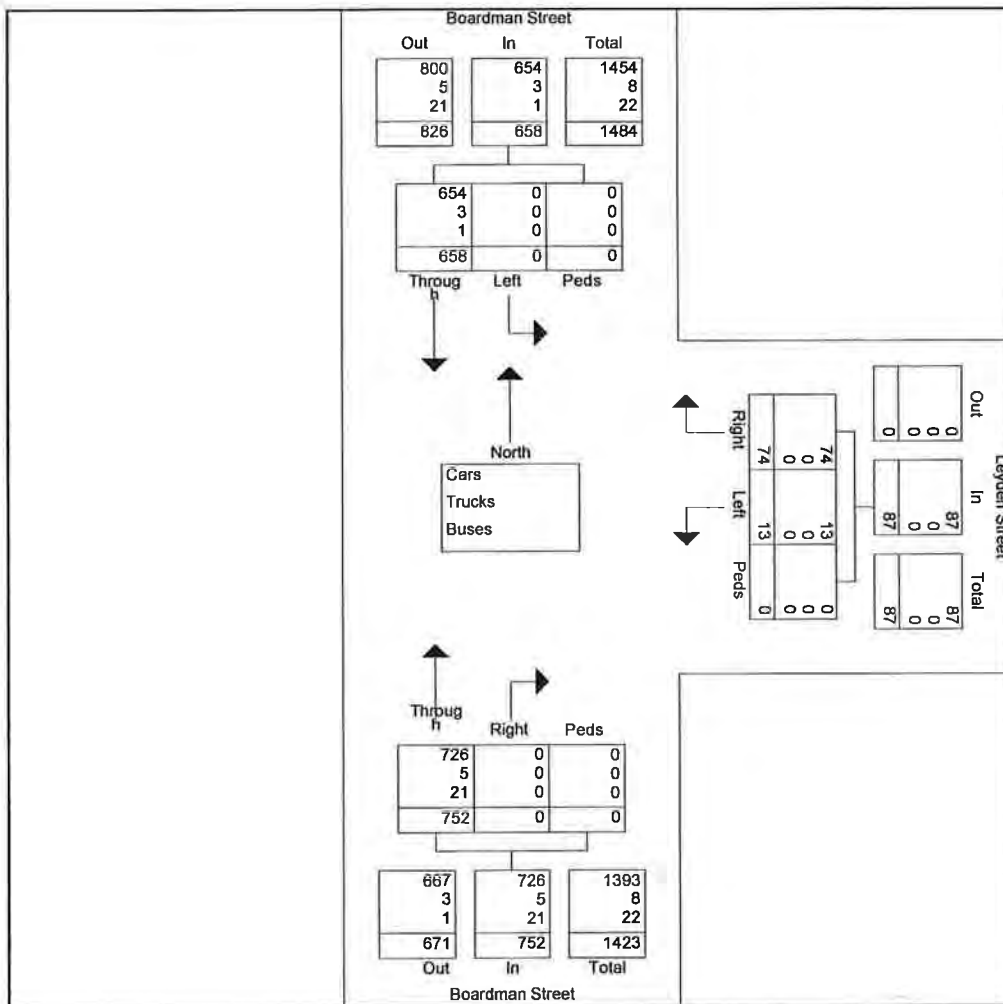 Boardman Street
Out In Total
800 654 1454
5 3 8
21 1 22
826 658 1484
654 0 0
3 0 0
1 0 0
658 0 0
Throug Left Peds
h
North
Cars
Trucks
Buses
Leyden Street
Out In Total
0 87 87
0 0 0
0 0 0
0 87 87
74 13 0
0 0 0
0 0 0
74 13 0
Right Left Peds
Throug Right Peds
h
726 0 0
5 0 0
21 0 0
752 0 0
667 726 1393
3 5 8
1 21 22
671 752 1423
Out In Total
Boardman Street